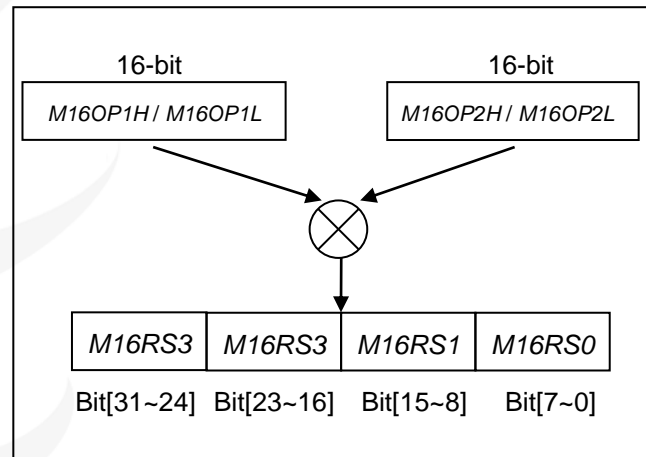 16-bit 16-bit
M16OP1H / M16OP1L M16OP2H / M16OP2L
M16RS3 M16RS3 M16RS1 M16RS0
Bit[31~24] Bit[23~16] Bit[15~8] Bit[7~0]